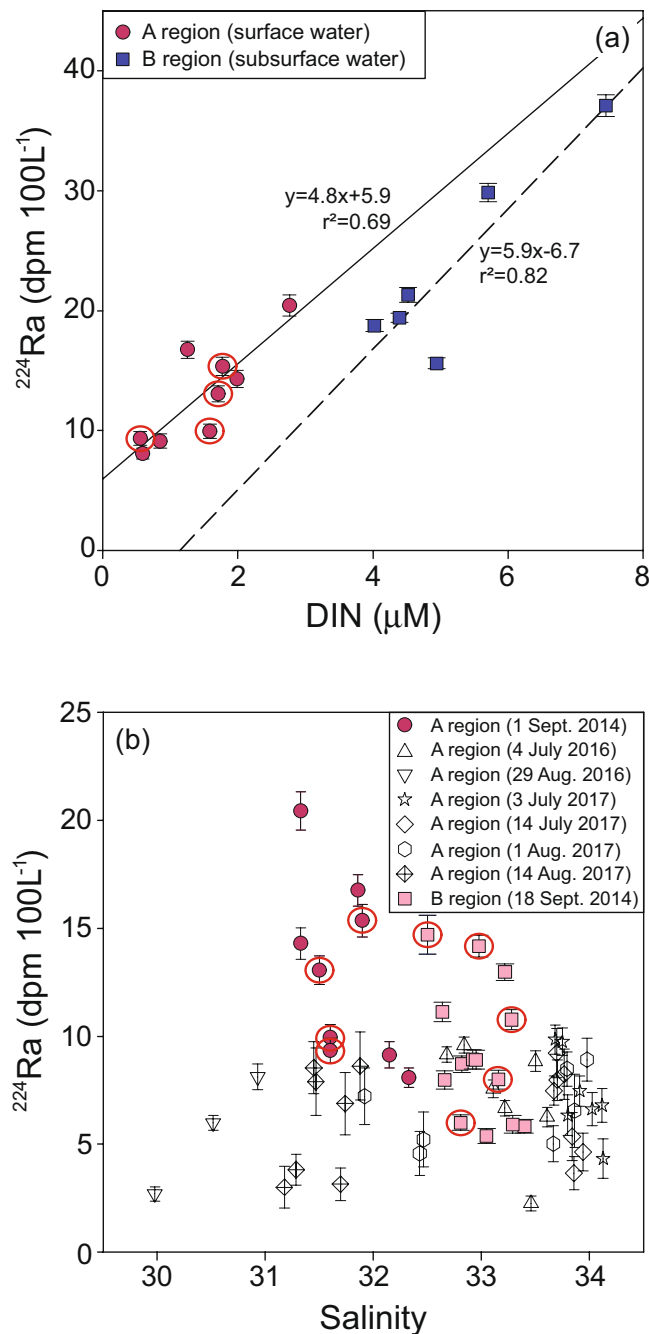 (a)
A region (surface water)
B region (subsurface water)
40
30
20
10
0
²²⁴Ra (dpm 100L⁻¹)
y=4.8x+5.9
r²=0.69
y=5.9x-6.7
r²=0.82
0 2 4 6 8
DIN (μM)
25
(b)
A region (1 Sept. 2014)
A region (4 July 2016)
A region (29 Aug. 2016)
A region (3 July 2017)
A region (14 July 2017)
A region (1 Aug. 2017)
A region (14 Aug. 2017)
B region (18 Sept. 2014)
20
15
10
5
0
²²⁴Ra (dpm 100L⁻¹)
30 31 32 33 34
Salinity